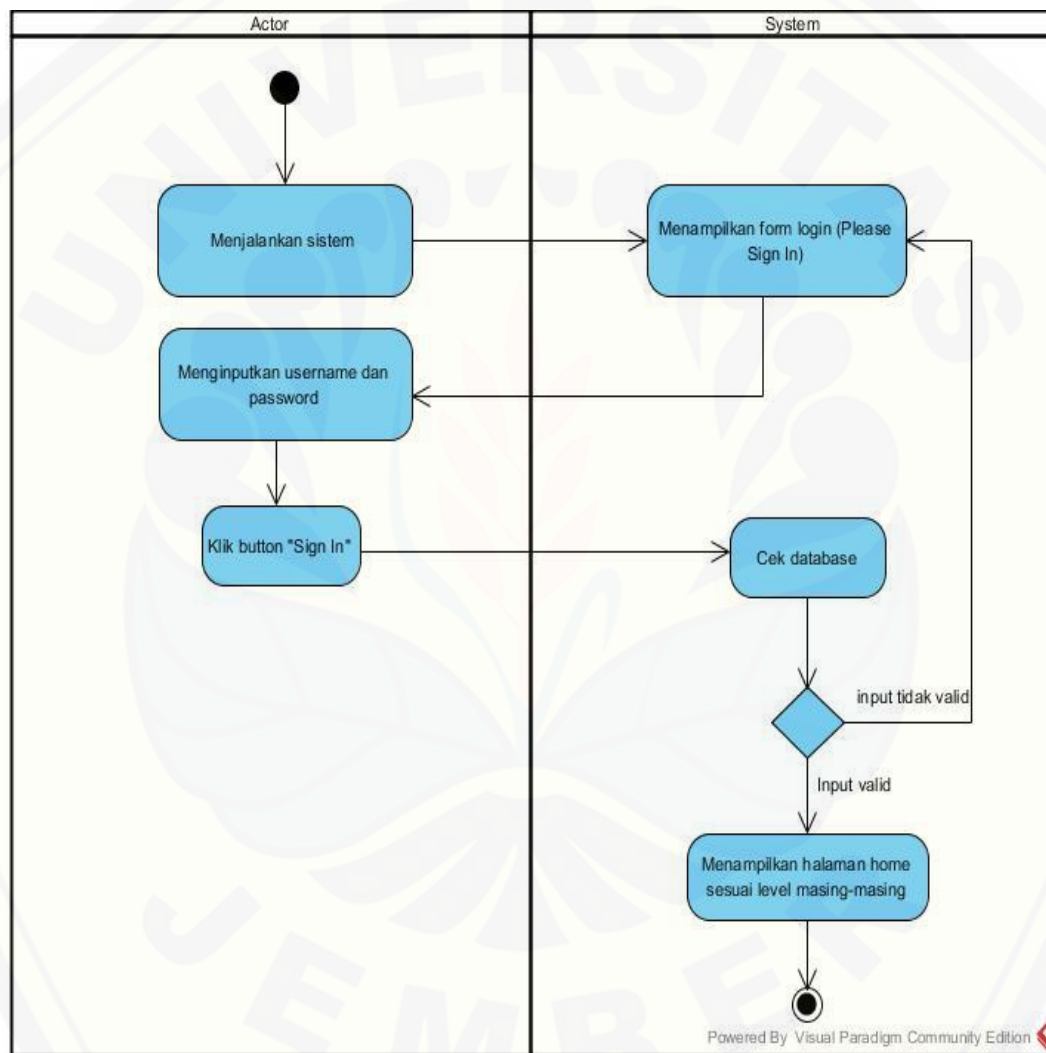 Actor
System
Menjalankan sistem
Menampilkan form login (Please
Sign In)
Menginputkan username dan
password
Klik button "Sign In"
Cek database
input tidak valid
Input valid
Menampilkan halaman home
sesuai level masing-masing
UNIVERSITAS
JEMBER
Powered By Visual Paradigm Community Edition